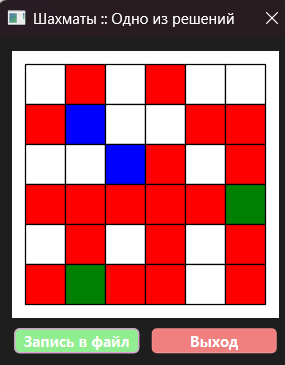 Шахматы :: Одно из решений
Запись в файл
Выход